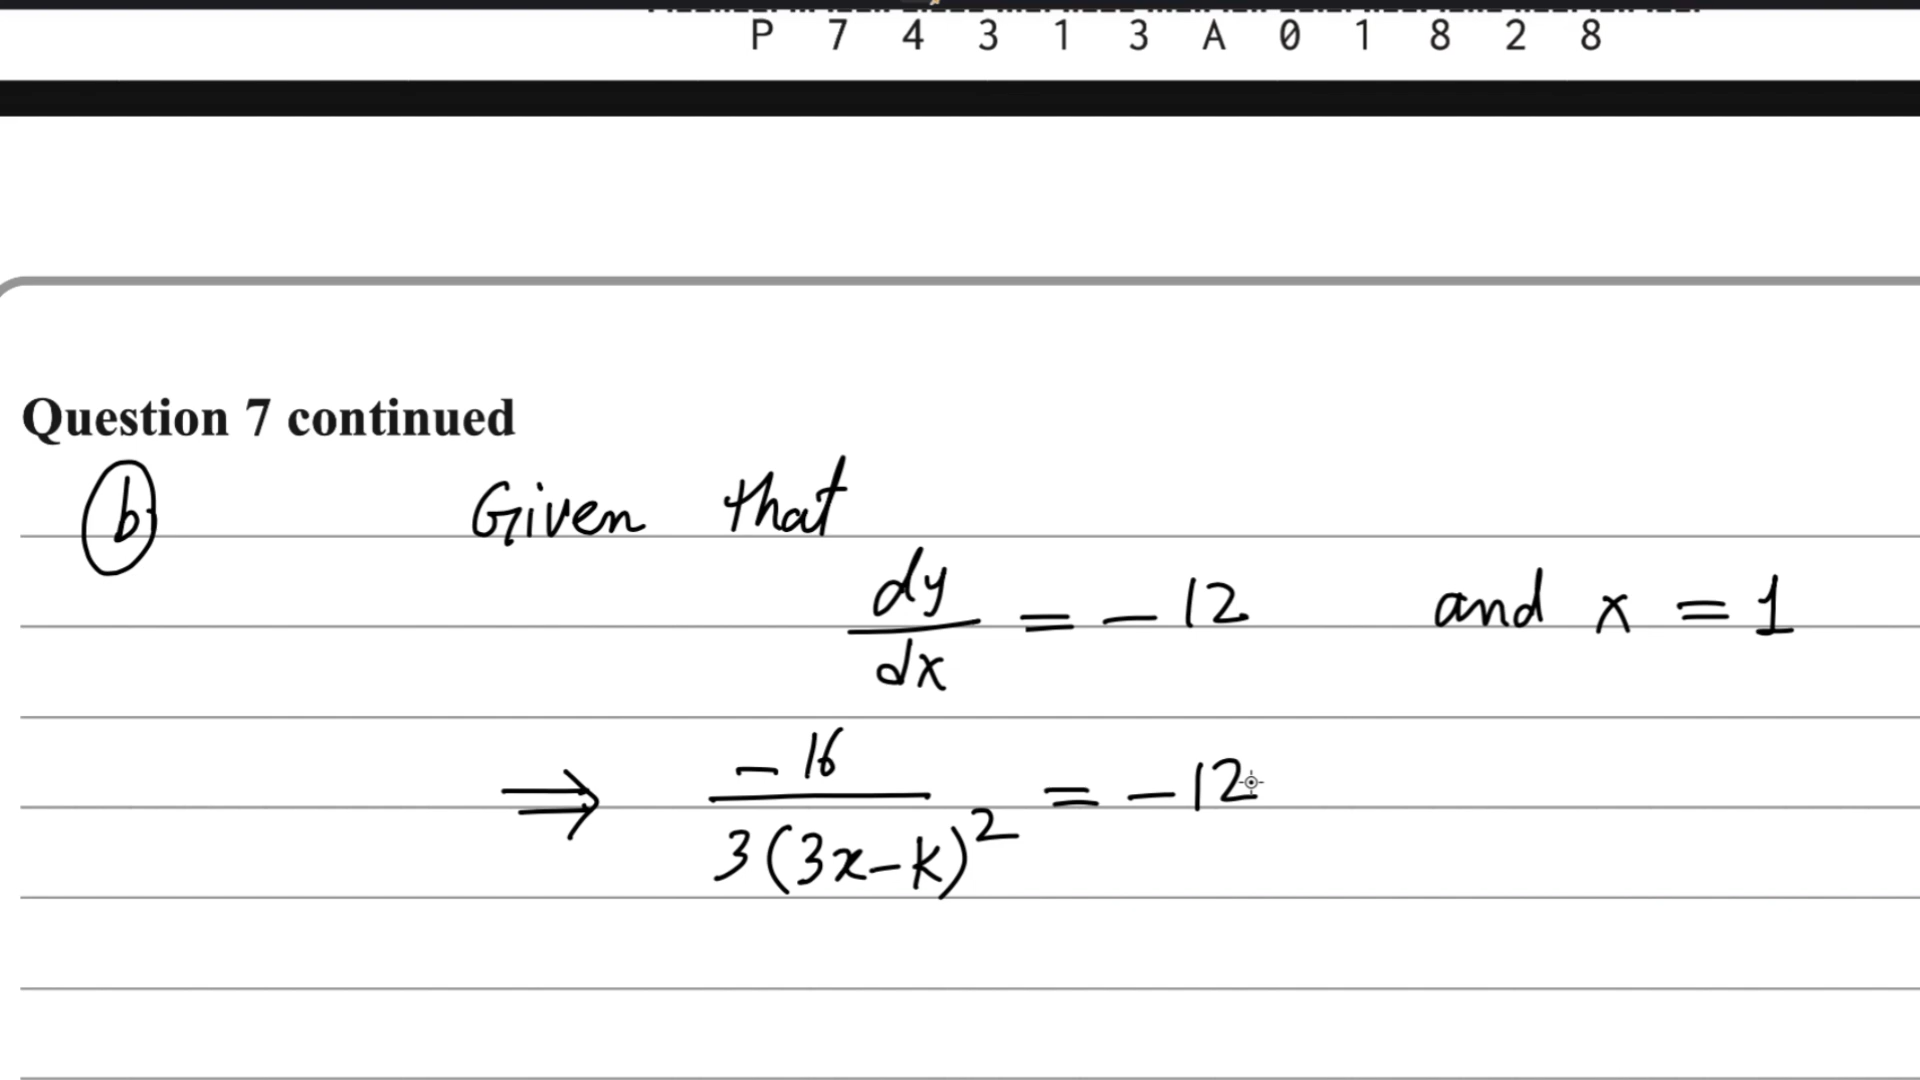 P 7 4 3 1 3 A 0 1 8 2 8
Question 7 continued
(b) Given that
dy/dx = - 12 and x = 1
⇒ - 16 / 3(3x-k)² = - 12